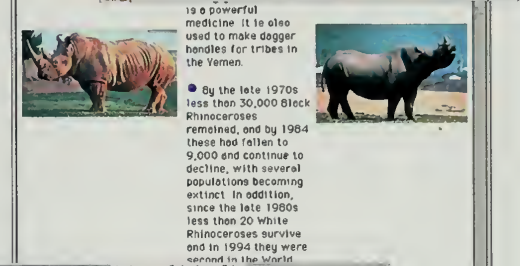 is a powerful
medicine. It is also
used to make dagger
handles for tribes in
the Yemen.
By the late 1970s
less than 30,000 Black
Rhinoceroses
remained, and by 1984
these had fallen to
9,000 and continue to
decline, with several
populations becoming
extinct. In addition,
since the late 1980s
less than 20 White
Rhinoceroses survive
and in 1994 they were
second in the World